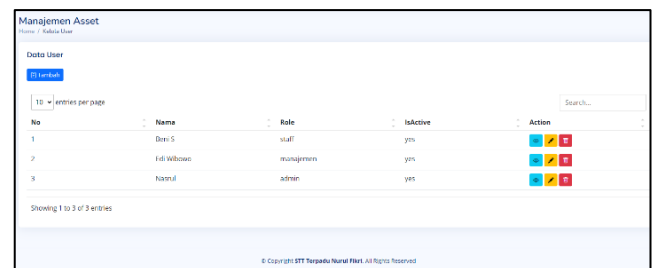 Manajemen Asset
Home / Kelola User
Data User
Tambah
10 entries per page
Search...
No Nama Role IsActive Action
1 Beni S staff yes
2 Edi Wibowo manajemen yes
3 Nasrul admin yes
Showing 1 to 3 of 3 entries
© Copyright STT Terpadu Nurul Fikri. All Rights Reserved